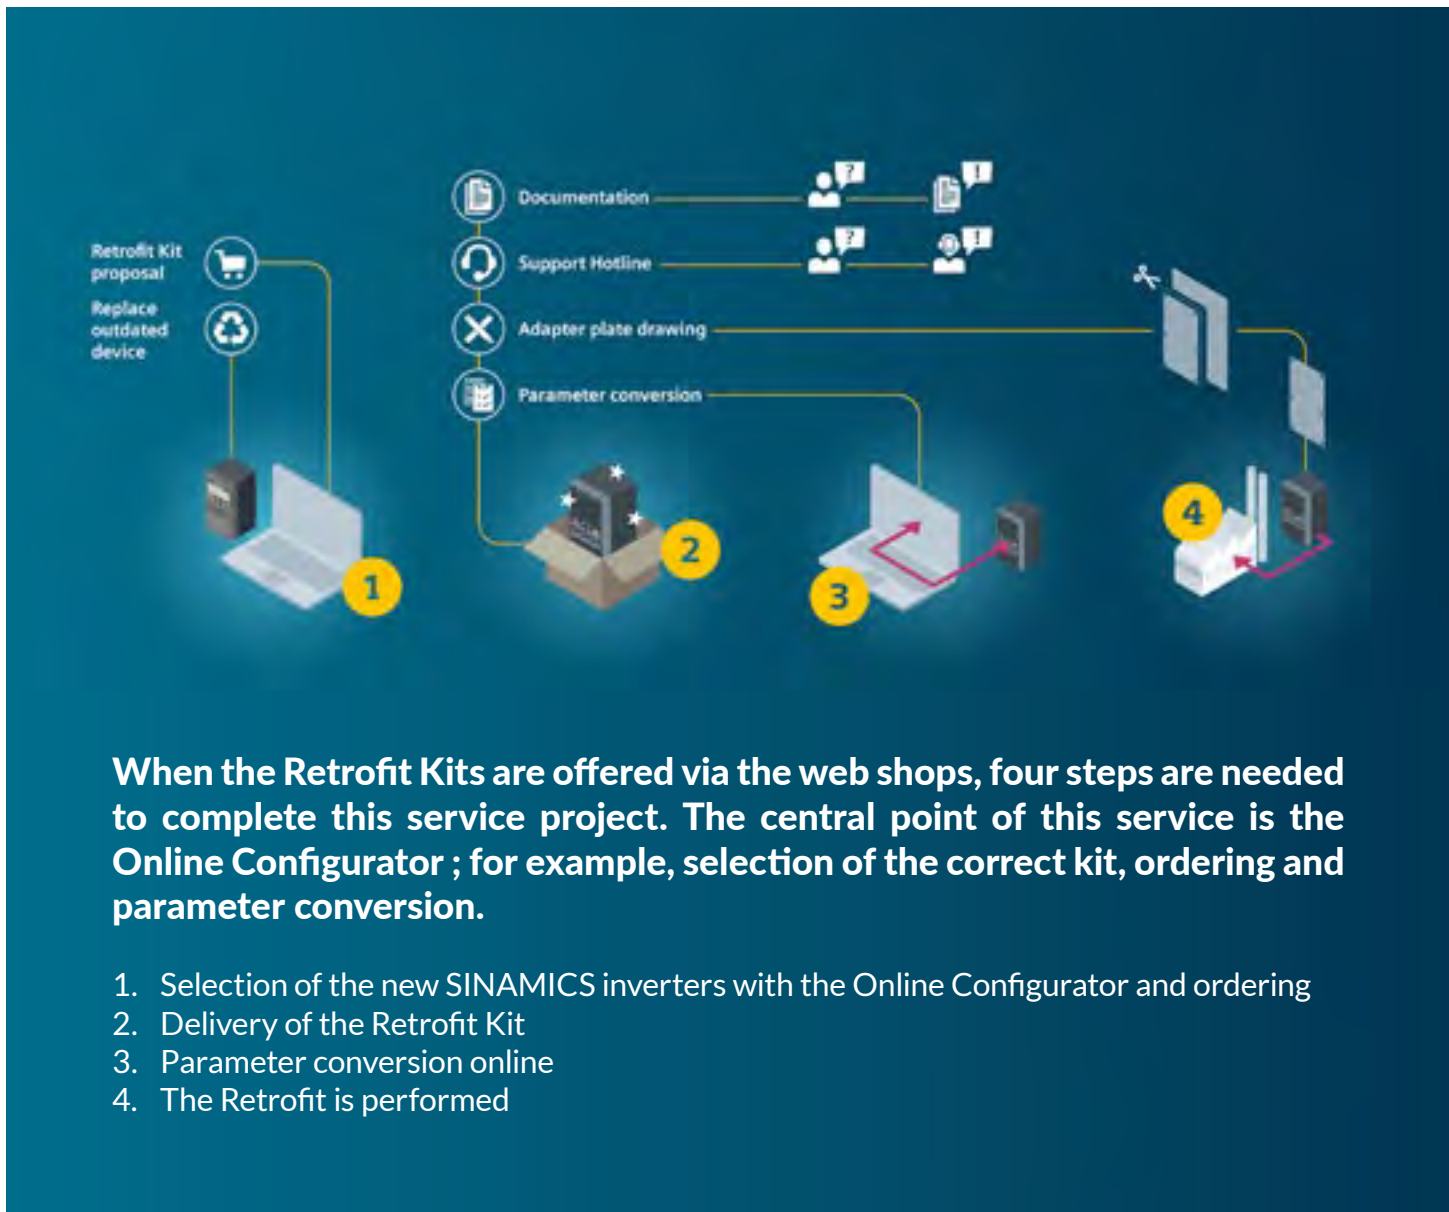 Retrofit Kit
proposal
Replace
outdated
device
Documentation
?
!
Support Hotline
?
!
Adapter plate drawing
Parameter conversion
1
2
3
4
When the Retrofit Kits are offered via the web shops, four steps are needed
to complete this service project. The central point of this service is the
Online Configurator ; for example, selection of the correct kit, ordering and
parameter conversion.
1. Selection of the new SINAMICS inverters with the Online Configurator and ordering
2. Delivery of the Retrofit Kit
3. Parameter conversion online
4. The Retrofit is performed